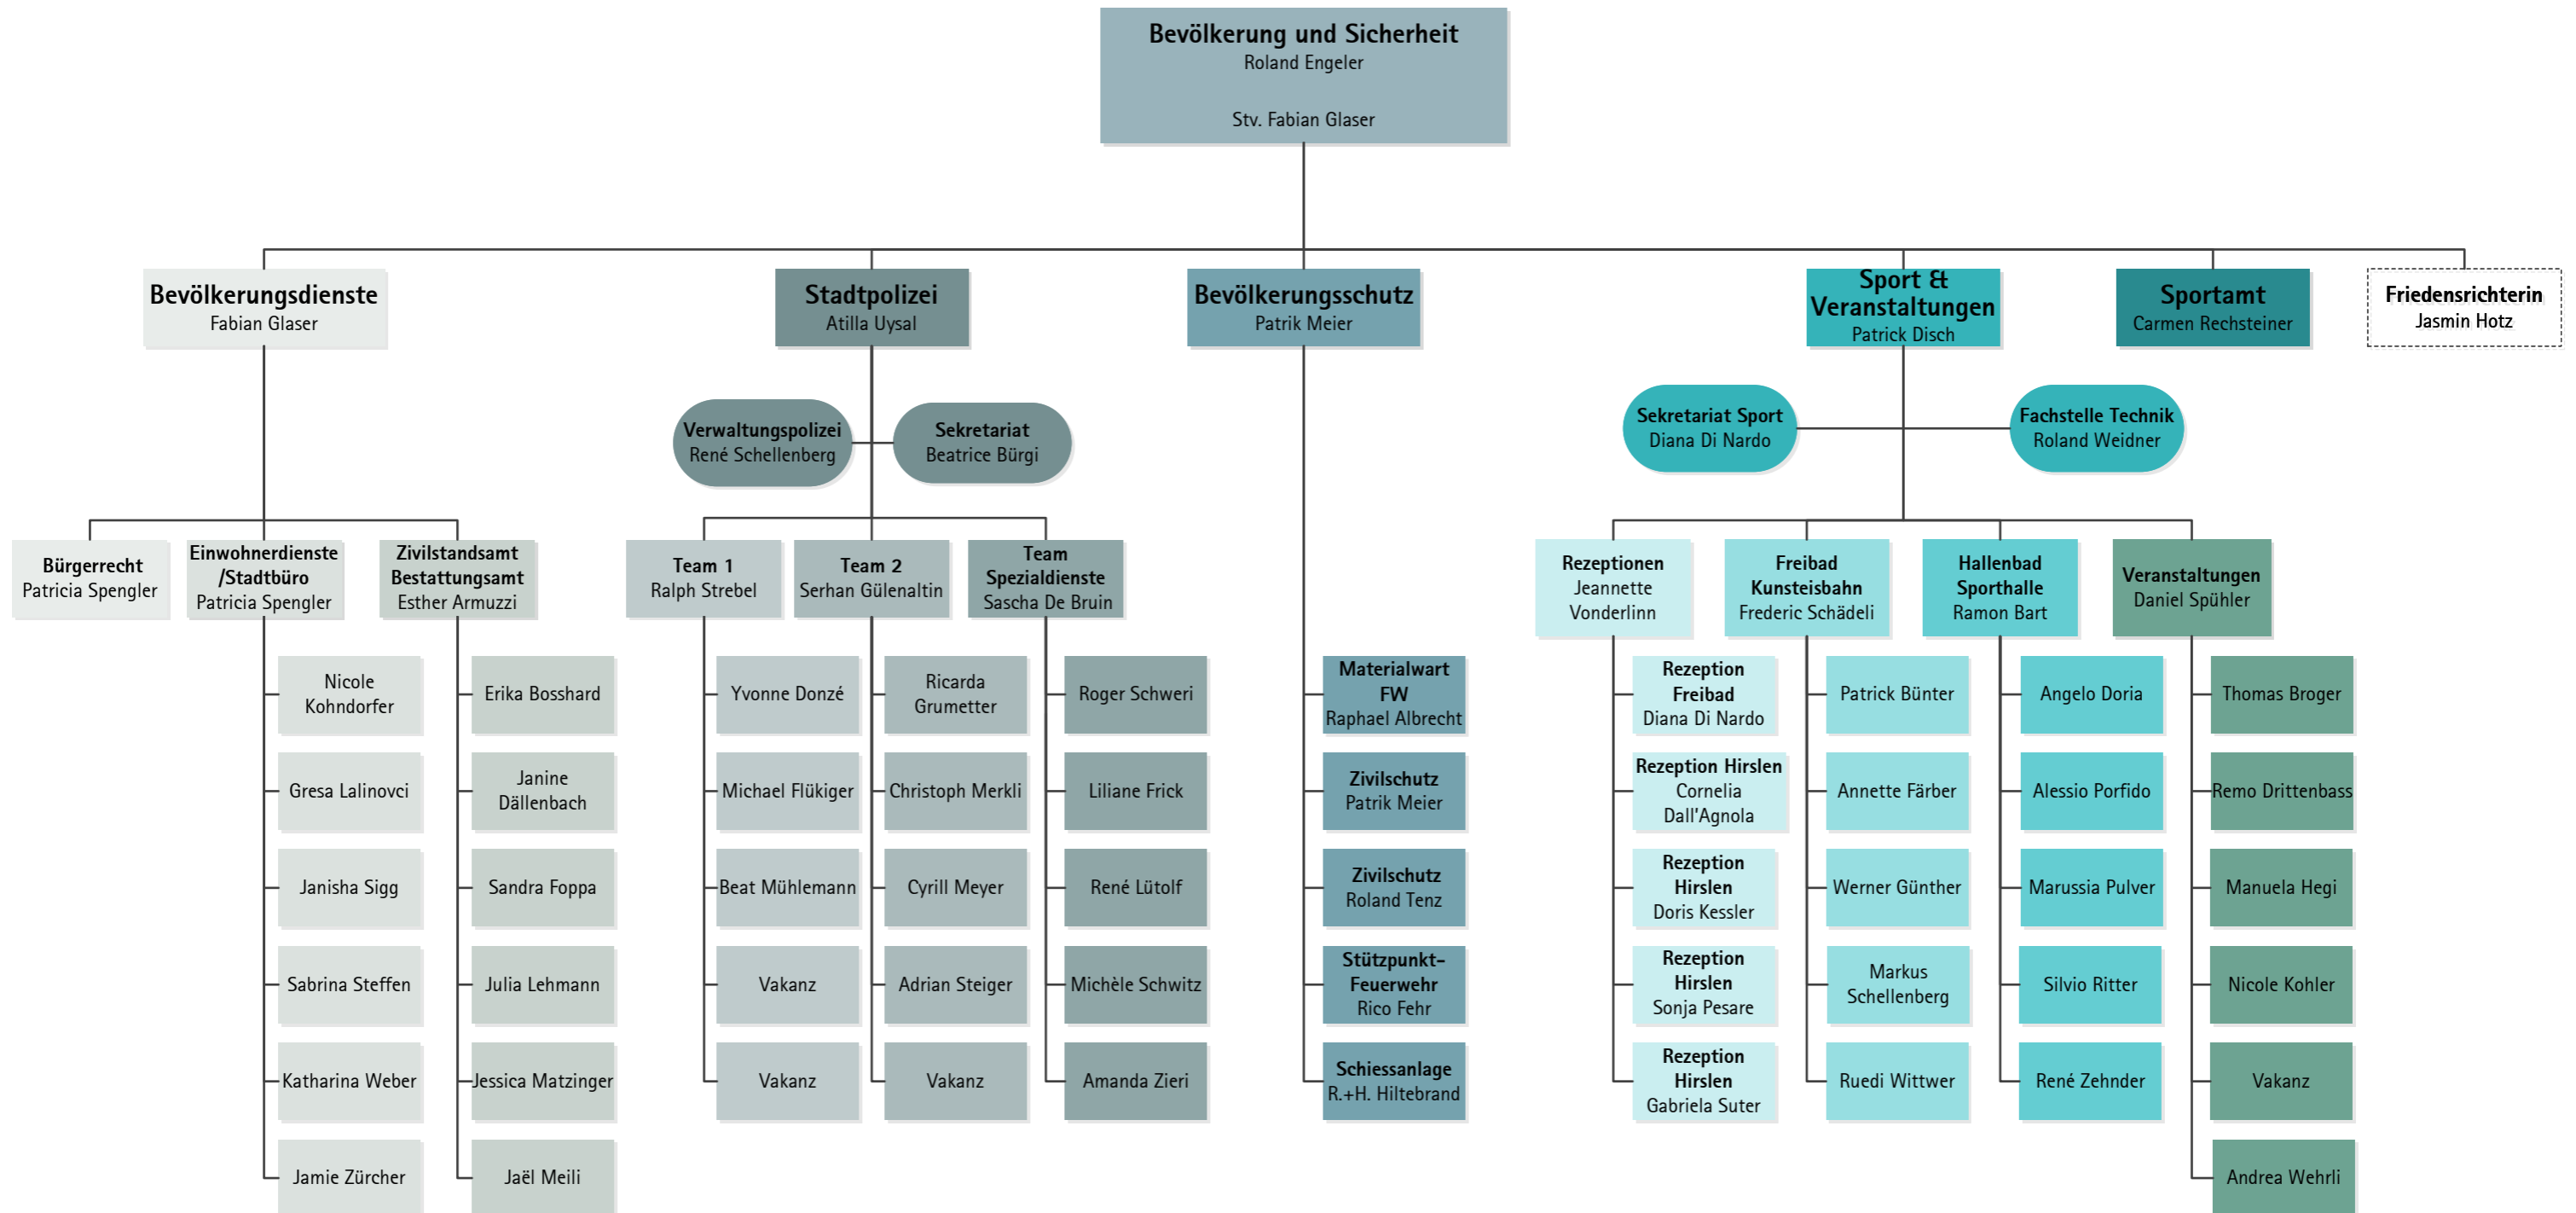 Bevölkerung und Sicherheit
Roland Engeler
Stv. Fabian Glaser
Bevölkerungsdienste
Fabian Glaser
Stadtpolizei
Atilla Uysal
Bevölkerungsschutz
Patrik Meier
Sport &
Veranstaltungen
Patrick Disch
Sportamt
Carmen Rechsteiner
Friedensrichterin
Jasmin Hotz
Verwaltungspolizei
René Schellenberg
Sekretariat
Beatrice Bürgi
Sekretariat Sport
Diana Di Nardo
Fachstelle Technik
Roland Weidner
Bürgerrecht
Patricia Spengler
Einwohnerdienste
/Stadtbüro
Patricia Spengler
Zivilstandsamt
Bestattungsamt
Esther Armuzzi
Team 1
Ralph Strebel
Team 2
Serhan Gülenaltin
Team
Spezialdienste
Sascha De Bruin
Rezeptionen
Jeannette
Vonderlinn
Freibad
Kunsteisbahn
Frederic Schädeli
Hallenbad
Sporthalle
Ramon Bart
Veranstaltungen
Daniel Spühler
Nicole
Kohndorfer
Erika Bosshard
Yvonne Donzé
Ricarda
Grumetter
Roger Schweri
Materialwart
FW
Raphael Albrecht
Rezeption
Freibad
Diana Di Nardo
Patrick Bünter
Angelo Doria
Thomas Broger
Gresa Lalinovci
Janine
Dällenbach
Michael Flükiger
Christoph Merkli
Liliane Frick
Zivilschutz
Patrik Meier
Rezeption Hirslen
Cornelia
Dall'Agnola
Annette Färber
Alessio Porfido
Remo Drittenbass
Janisha Sigg
Sandra Foppa
Beat Mühlemann
Cyrill Meyer
René Lütolf
Zivilschutz
Roland Tenz
Rezeption
Hirslen
Doris Kessler
Werner Günther
Marussia Pulver
Manuela Hegi
Sabrina Steffen
Julia Lehmann
Vakanz
Adrian Steiger
Michèle Schwitz
Stützpunkt-
Feuerwehr
Rico Fehr
Rezeption
Hirslen
Sonja Pesare
Markus
Schellenberg
Silvio Ritter
Nicole Kohler
Katharina Weber
Jessica Matzinger
Vakanz
Vakanz
Amanda Zieri
Schiessanlage
R.+H. Hiltebrand
Rezeption
Hirslen
Gabriela Suter
Ruedi Wittwer
René Zehnder
Vakanz
Jamie Zürcher
Jaël Meili
Andrea Wehrli